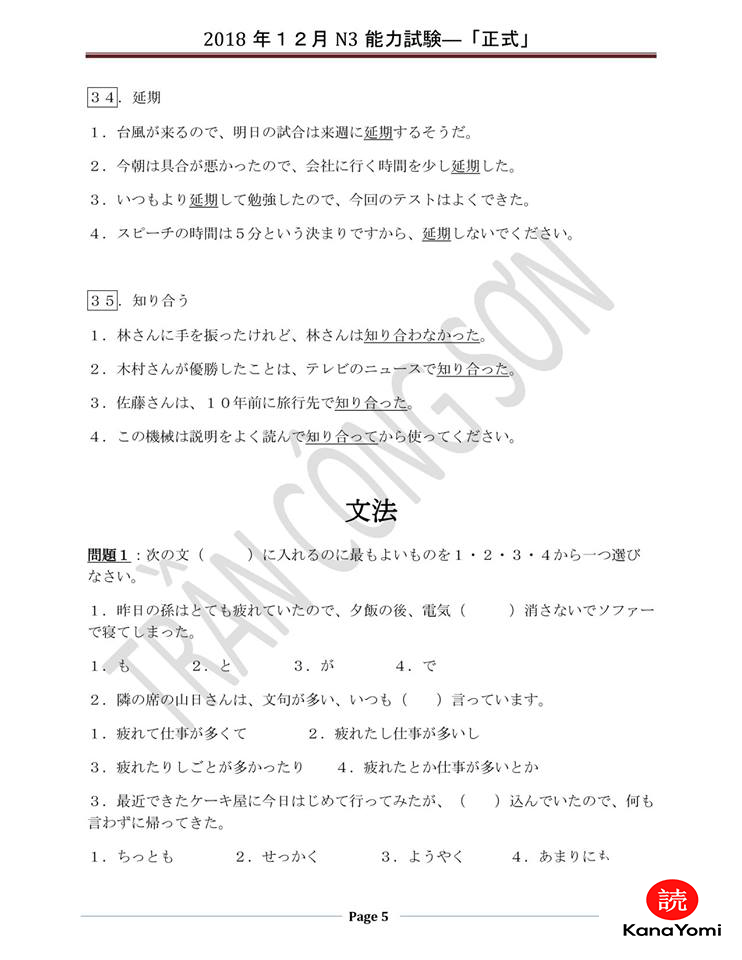 2018 年１２月 N3 能力試験―「正式」
３４．延期
１．台風が来るので、明日の試合は来週に延期するそうだ。
２．今朝は具合が悪かったので、会社に行く時間を少し延期した。
３．いつもより延期して勉強したので、今回のテストはよくできた。
４．スピーチの時間は５分という決まりですから、延期しないでください。
３５．知り合う
１．林さんに手を振ったけれど、林さんは知り合わなかった。
２．木村さんが優勝したことは、テレビのニュースで知り合った。
３．佐藤さんは、１０年前に旅行先で知り合った。
４．この機械は説明をよく読んで知り合ってから使ってください。
TRẦN CÔNG SƠN
文法
問題１：次の文（　　　）に入れるのに最もよいものを１・２・３・４から一つ選び
なさい。
１．昨日の孫はとても疲れていたので、夕飯の後、電気（　　　）消さないでソファー
で寝てしまった。
１．も　　２．と　　３．が　　４．で
２．隣の席の山日さんは、文句が多い、いつも（　　）言っています。
１．疲れて仕事が多くて　　２．疲れたし仕事が多いし
３．疲れたりしごとが多かったり　　４．疲れたとか仕事が多いとか
３．最近できたケーキ屋に今日はじめて行ってみたが、（　　）込んでいたので、何も
言わずに帰ってきた。
１．ちっとも　　２．せっかく　　３．ようやく　　４．あまりにも
Page 5
読
KanaYomi